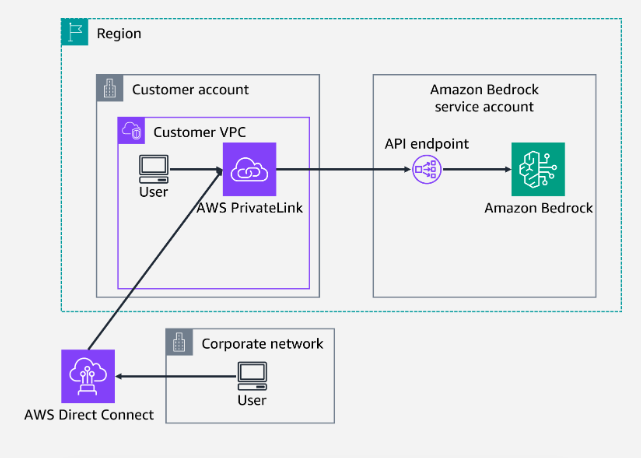 Region
Customer account
Customer VPC
User
AWS PrivateLink
Amazon Bedrock
service account
API endpoint
Amazon Bedrock
AWS Direct Connect
Corporate network
User